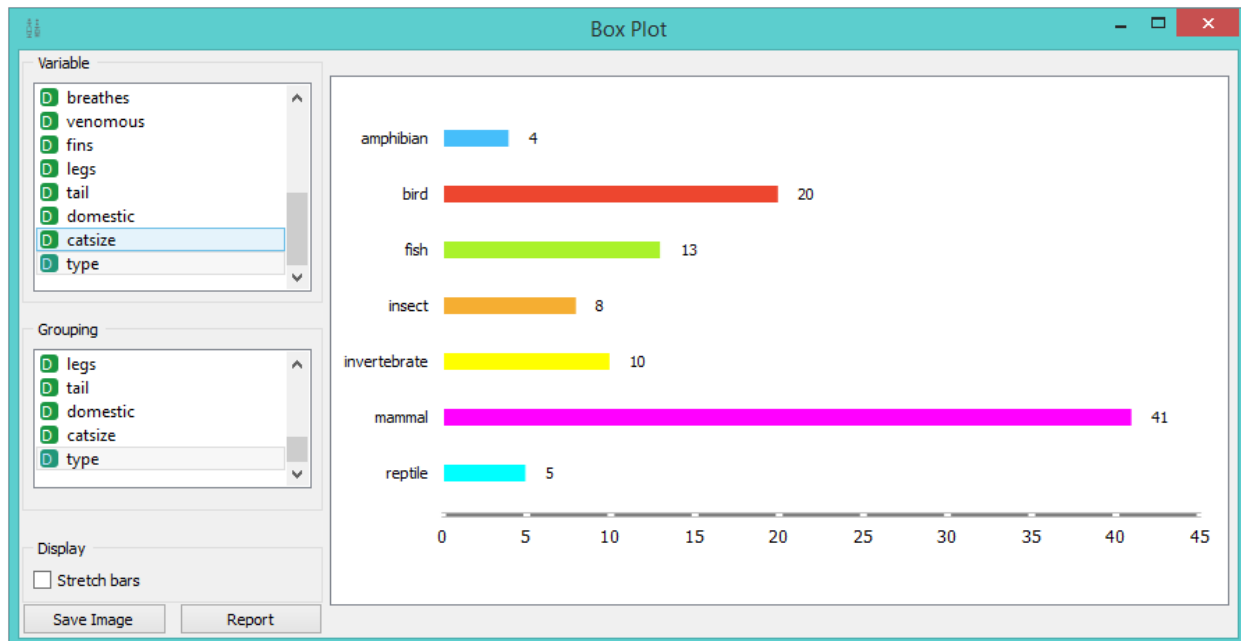 Box Plot
Variable
D breathes
D venomous
D fins
D legs
D tail
D domestic
D catsize
D type
Grouping
D legs
D tail
D domestic
D catsize
D type
Display
Stretch bars
Save Image Report
amphibian 4
bird 20
fish 13
insect 8
invertebrate 10
mammal 41
reptile 5
0 5 10 15 20 25 30 35 40 45